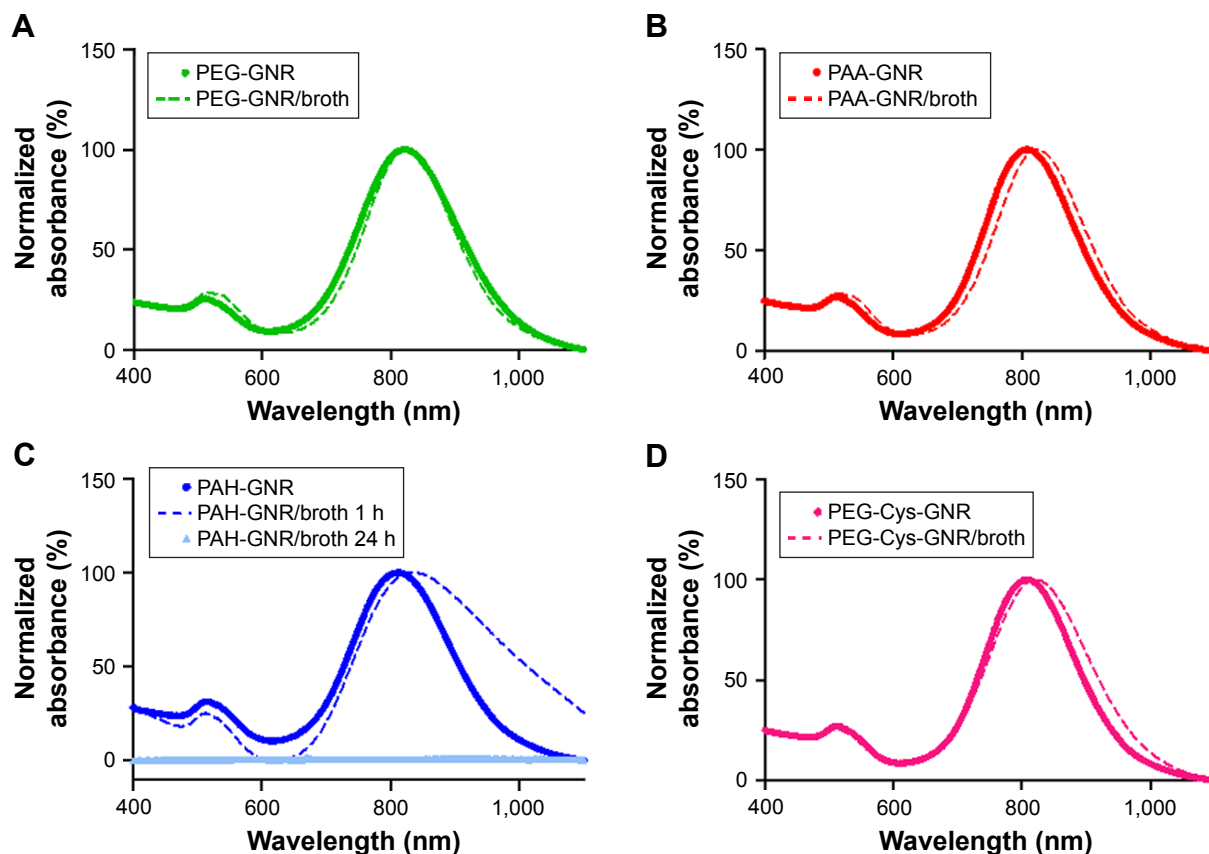 A
150
100
50
0
Normalized
absorbance (%)
PEG-GNR
PEG-GNR/broth
400 600 800 1,000
Wavelength (nm)
B
150
100
50
0
Normalized
absorbance (%)
PAA-GNR
PAA-GNR/broth
400 600 800 1,000
Wavelength (nm)
C
150
100
50
0
Normalized
absorbance (%)
PAH-GNR
PAH-GNR/broth 1 h
PAH-GNR/broth 24 h
400 600 800 1,000
Wavelength (nm)
D
150
100
50
0
Normalized
absorbance (%)
PEG-Cys-GNR
PEG-Cys-GNR/broth
400 600 800 1,000
Wavelength (nm)